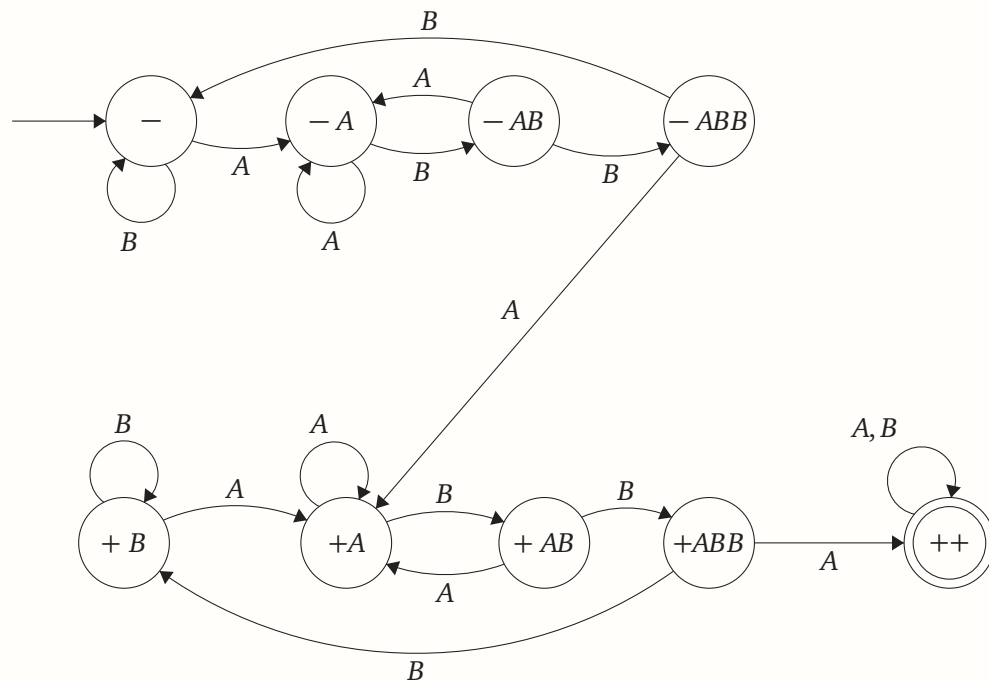 B
A
− − A − AB − ABB
A B B
B A
A
B A A, B
A B B
+ B +A + AB +ABB ++
A A
B